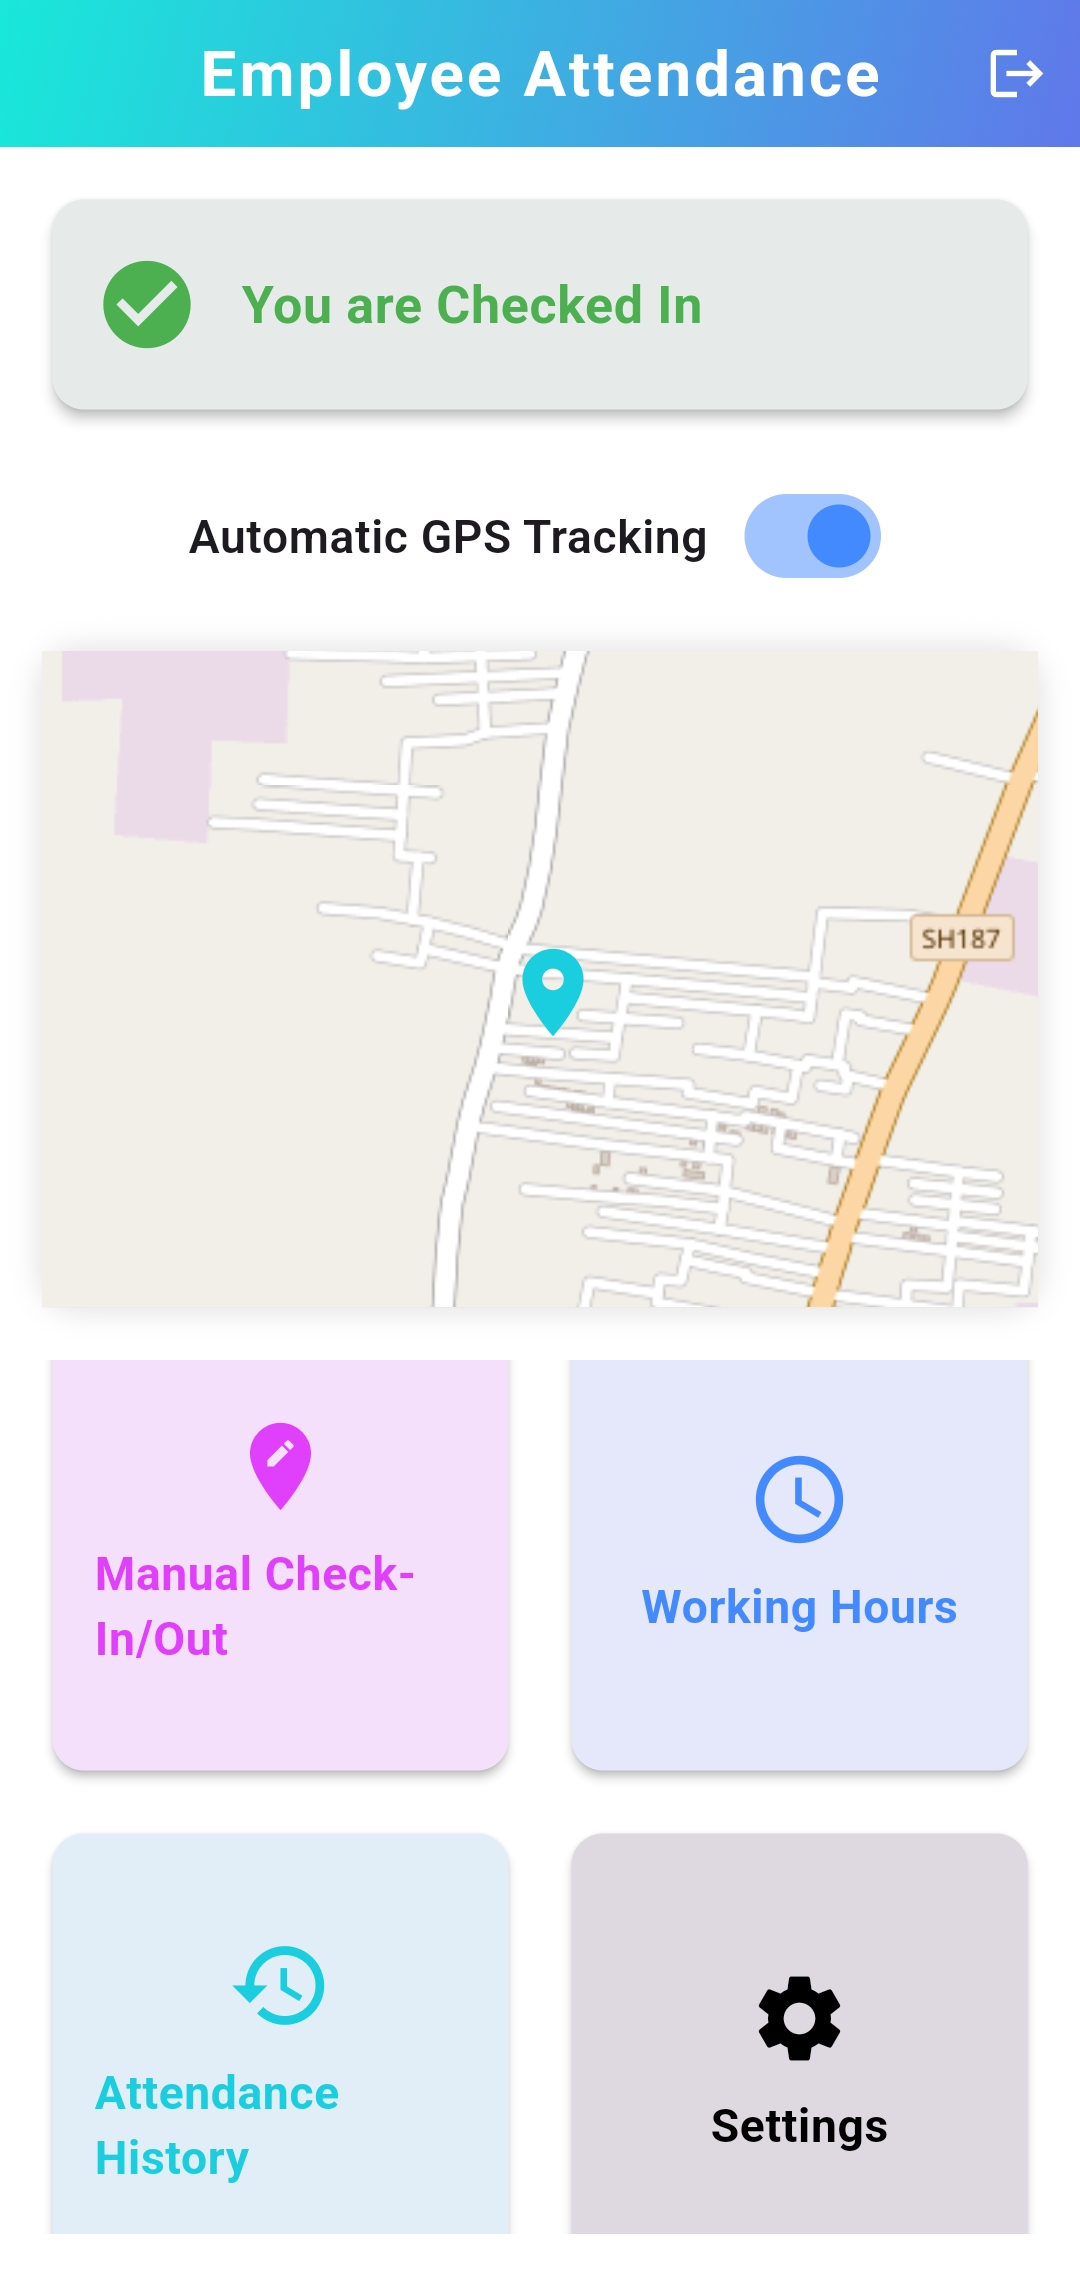 Employee Attendance
You are Checked In
Automatic GPS Tracking
SH187
Manual Check-
In/Out
Working Hours
Attendance
History
Settings